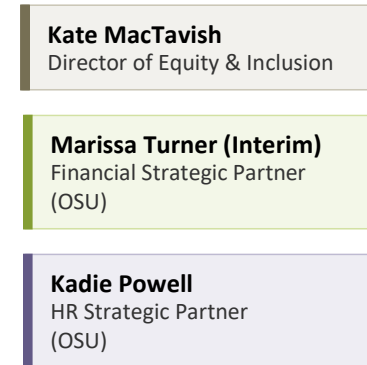 Kate MacTavish
Director of Equity & Inclusion
Marissa Turner (Interim)
Financial Strategic Partner
(OSU)
Kadie Powell
HR Strategic Partner
(OSU)